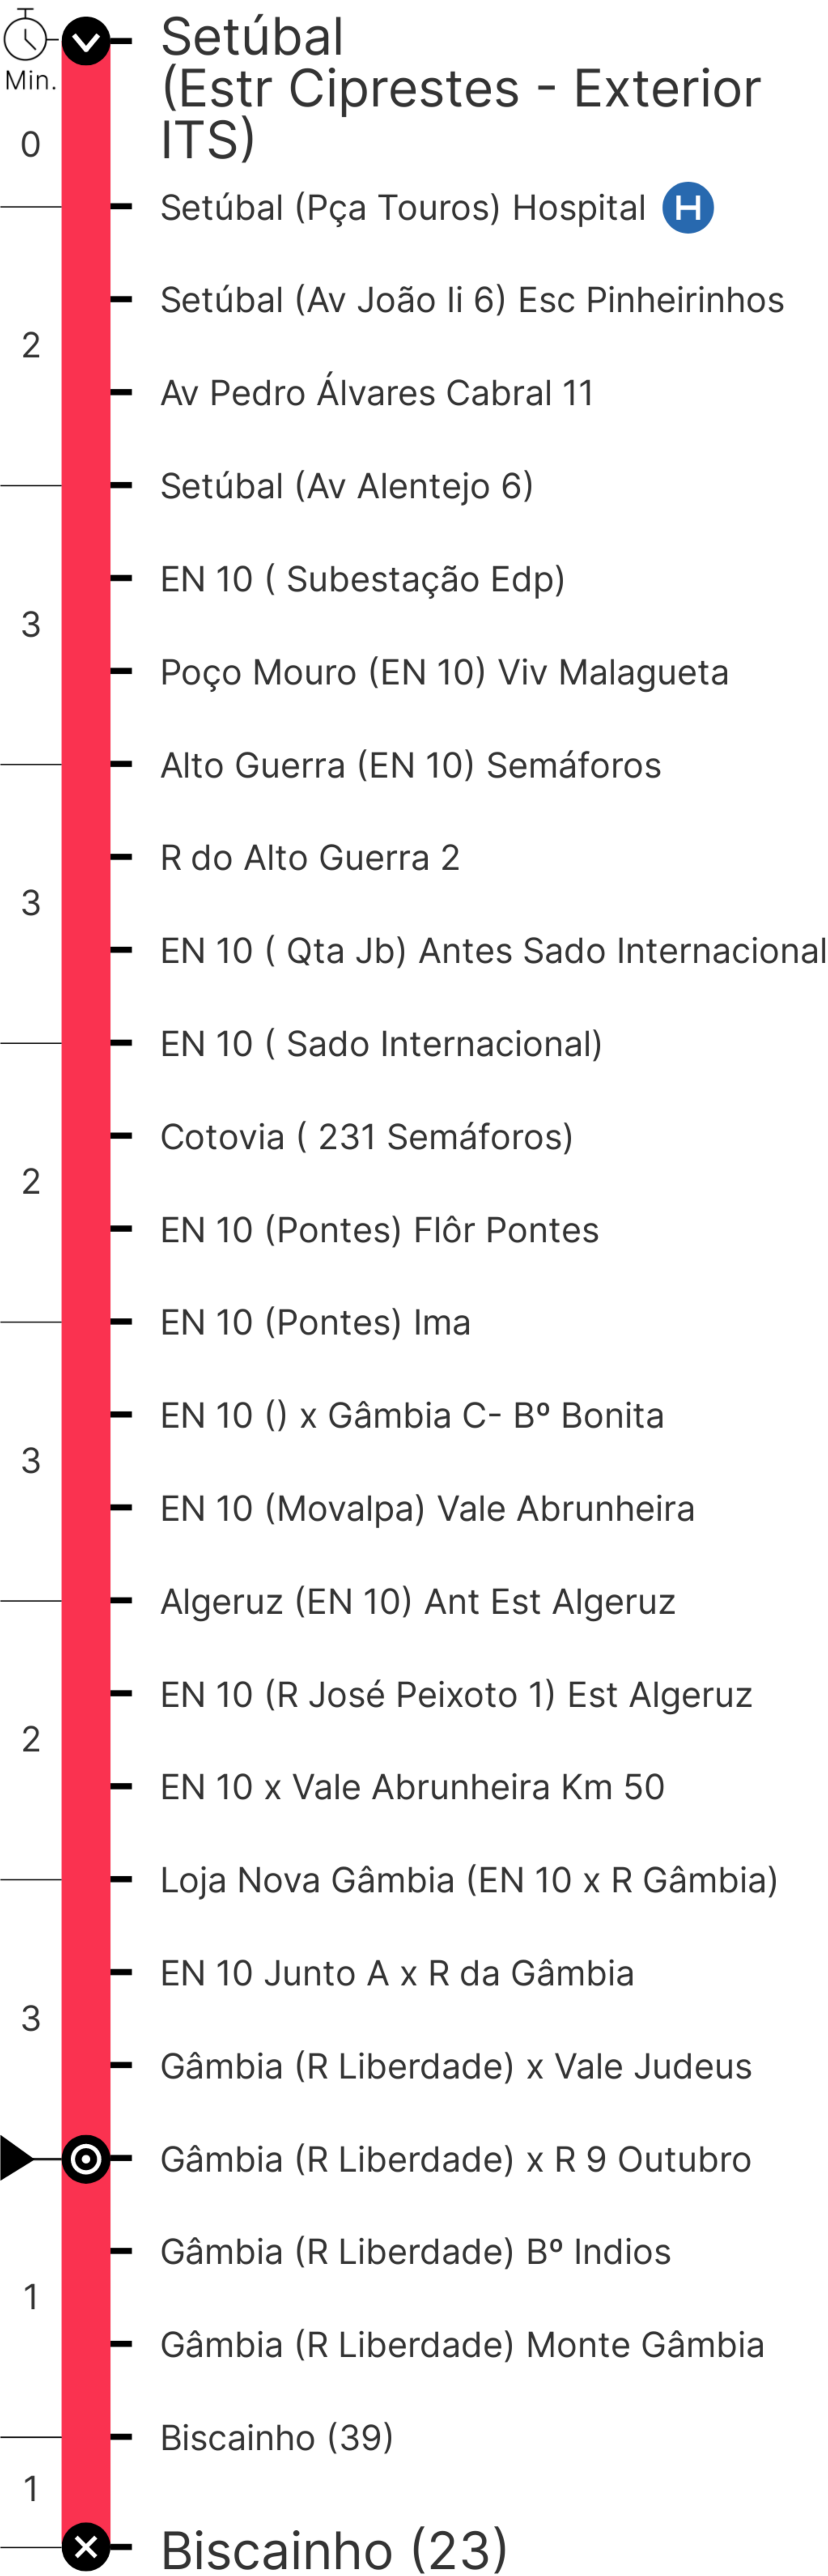 Setúbal
(Estr Ciprestes - Exterior
ITS)
Min.
0
Setúbal (Pça Touros) Hospital H
Setúbal (Av João Ii 6) Esc Pinheirinhos
2
Av Pedro Álvares Cabral 11
Setúbal (Av Alentejo 6)
EN 10 ( Subestação Edp)
3
Poço Mouro (EN 10) Viv Malagueta
Alto Guerra (EN 10) Semáforos
R do Alto Guerra 2
3
EN 10 ( Qta Jb) Antes Sado Internacional
EN 10 ( Sado Internacional)
Cotovia ( 231 Semáforos)
2
EN 10 (Pontes) Flôr Pontes
EN 10 (Pontes) Ima
EN 10 () x Gâmbia C- Bº Bonita
3
EN 10 (Movalpa) Vale Abrunheira
Algeruz (EN 10) Ant Est Algeruz
EN 10 (R José Peixoto 1) Est Algeruz
2
EN 10 x Vale Abrunheira Km 50
Loja Nova Gâmbia (EN 10 x R Gâmbia)
EN 10 Junto A x R da Gâmbia
3
Gâmbia (R Liberdade) x Vale Judeus
Gâmbia (R Liberdade) x R 9 Outubro
Gâmbia (R Liberdade) Bº Indios
1
Gâmbia (R Liberdade) Monte Gâmbia
Biscainho (39)
1
Biscainho (23)